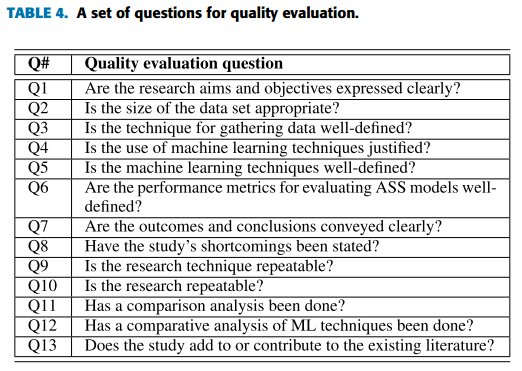 TABLE 4. A set of questions for quality evaluation.
Q# Quality evaluation question
Q1 Are the research aims and objectives expressed clearly?
Q2 Is the size of the data set appropriate?
Q3 Is the technique for gathering data well-defined?
Q4 Is the use of machine learning techniques justified?
Q5 Is the machine learning techniques well-defined?
Q6 Are the performance metrics for evaluating ASS models well-
defined?
Q7 Are the outcomes and conclusions conveyed clearly?
Q8 Have the study's shortcomings been stated?
Q9 Is the research technique repeatable?
Q10 Is the research repeatable?
Q11 Has a comparison analysis been done?
Q12 Has a comparative analysis of ML techniques been done?
Q13 Does the study add to or contribute to the existing literature?